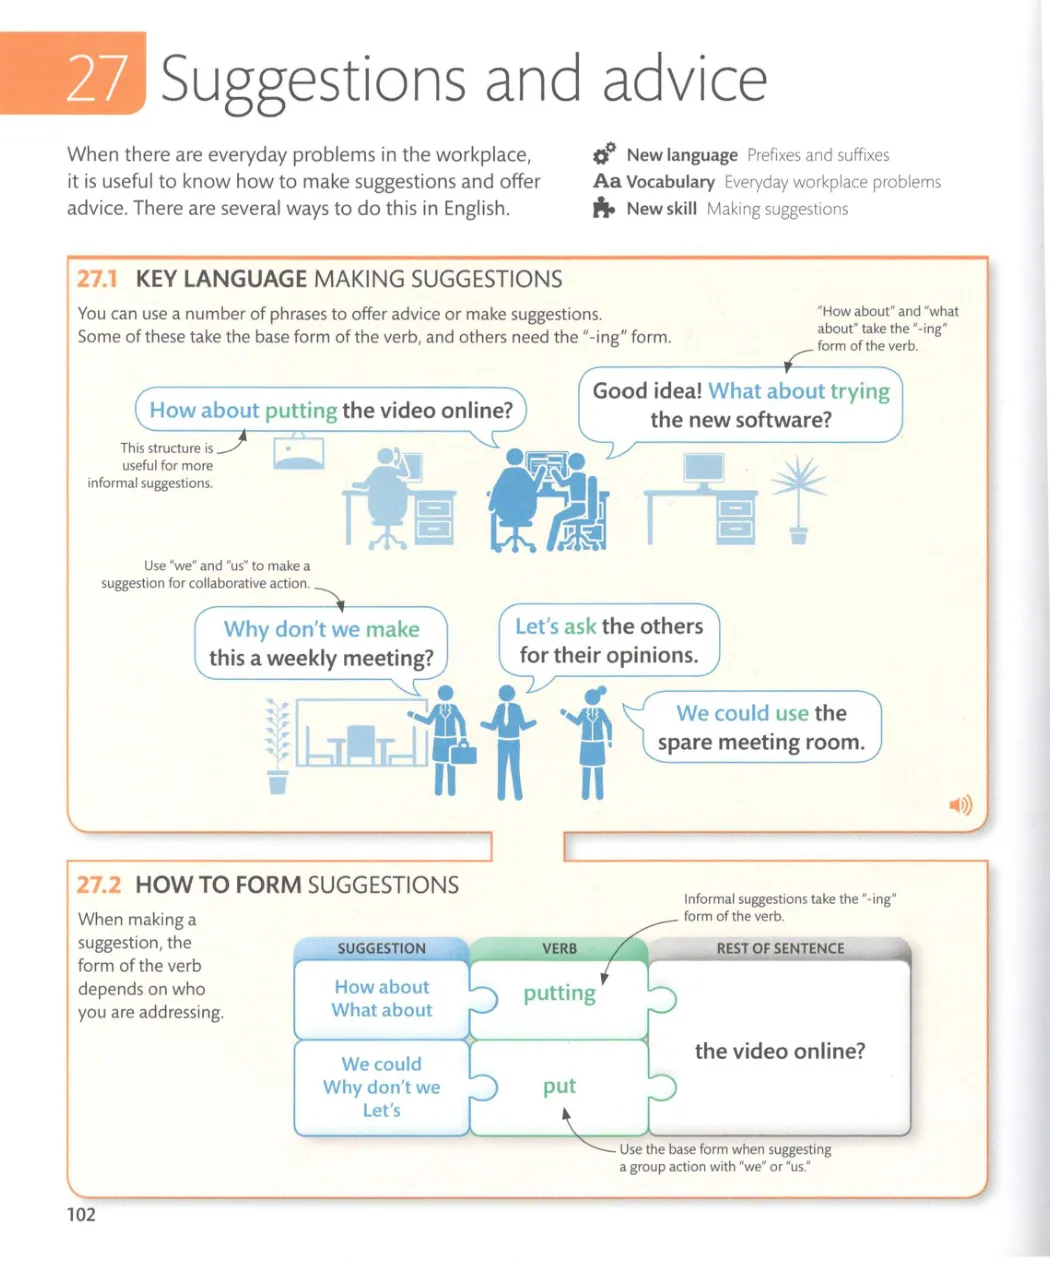 27 Suggestions and advice
When there are everyday problems in the workplace,
it is useful to know how to make suggestions and offer
advice. There are several ways to do this in English.
New language Prefixes and suffixes
Aa Vocabulary Everyday workplace problems
New skill Making suggestions
27.1 KEY LANGUAGE MAKING SUGGESTIONS
You can use a number of phrases to offer advice or make suggestions.
Some of these take the base form of the verb, and others need the "-ing" form.
"How about" and "what
about" take the "-ing"
form of the verb.
How about putting the video online?
Good idea! What about trying
the new software?
This structure is
useful for more
informal suggestions.
Use "we" and "us" to make a
suggestion for collaborative action.
Why don't we make
this a weekly meeting?
Let's ask the others
for their opinions.
We could use the
spare meeting room.
27.2 HOW TO FORM SUGGESTIONS
When making a
suggestion, the
form of the verb
depends on who
you are addressing.
Informal suggestions take the "-ing"
form of the verb.
SUGGESTION VERB REST OF SENTENCE
How about
What about
putting
We could
Why don't we
Let's
put
the video online?
Use the base form when suggesting
a group action with "we" or "us."
102